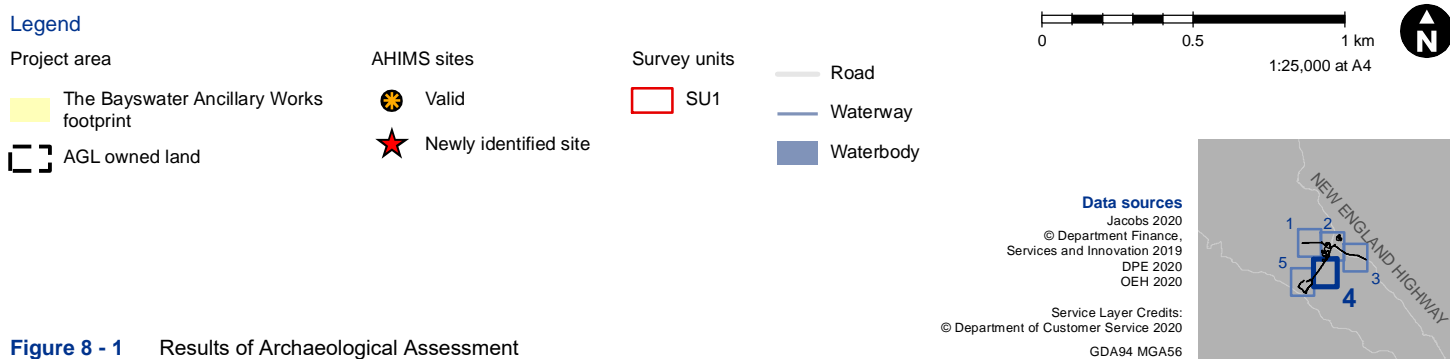 Legend
Project area
The Bayswater Ancillary Works
footprint
AGL owned land
AHIMS sites
Valid
Newly identified site
Survey units
SU1
Road
Waterway
Waterbody
0 0.5 1 km
1:25,000 at A4
N
Data sources
Jacobs 2020
© Department Finance,
Services and Innovation 2019
DPE 2020
OEH 2020
Service Layer Credits:
© Department of Customer Service 2020
GDA94 MGA56
NEW ENGLAND HIGHWAY
1 2
5
4 3
Figure 8 - 1 Results of Archaeological Assessment